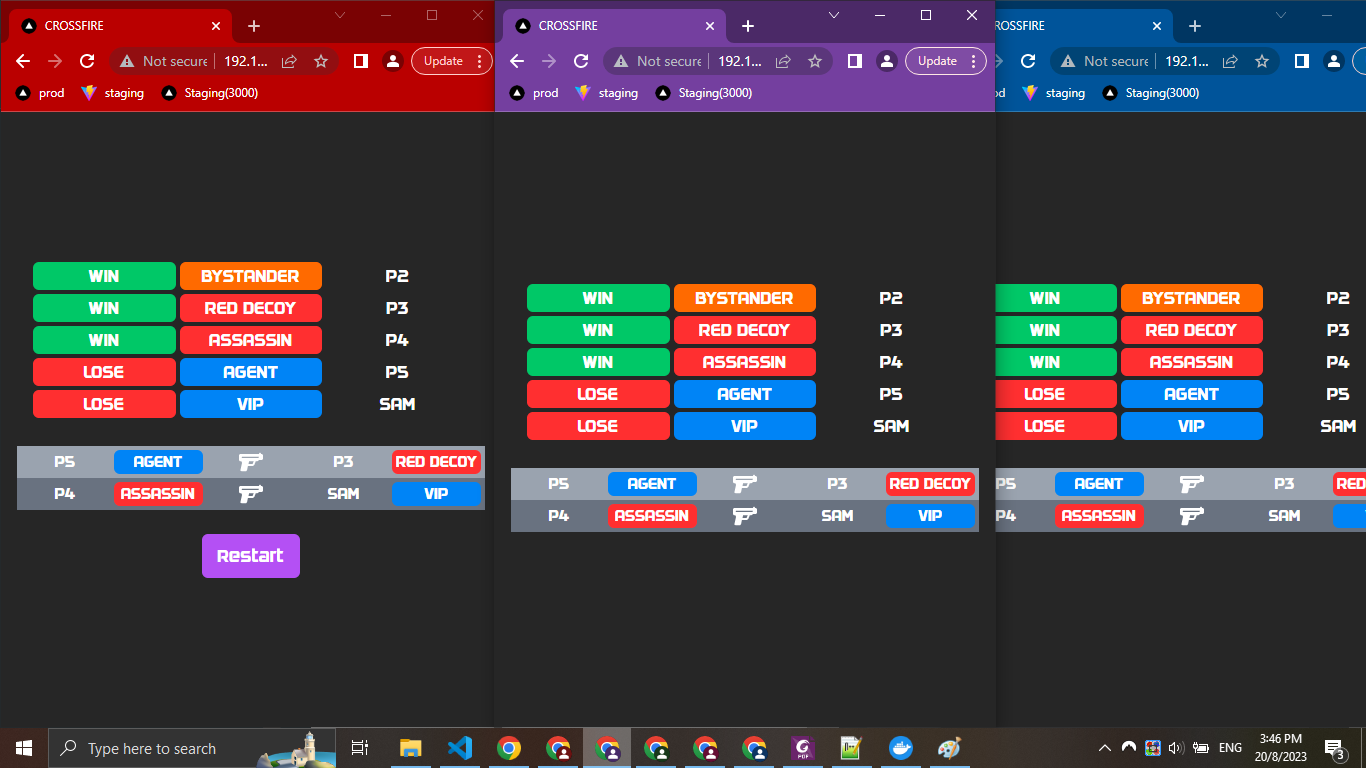 CROSSFIRE
Not secure 192.1...
Update
prod staging Staging(3000)
WIN BYSTANDER P2
WIN RED DECOY P3
WIN ASSASSIN P4
LOSE AGENT P5
LOSE VIP SAM
P5 AGENT P3 RED DECOY
P4 ASSASSIN SAM VIP
Restart
CROSSFIRE
Not secure 192.1...
Update
prod staging Staging(3000)
WIN BYSTANDER P2
WIN RED DECOY P3
WIN ASSASSIN P4
LOSE AGENT P5
LOSE VIP SAM
P5 AGENT P3 RED DECOY
P4 ASSASSIN SAM VIP
ROSSFIRE
Not secure 192.1...
od staging Staging(3000)
WIN BYSTANDER P2
WIN RED DECOY P3
WIN ASSASSIN P4
LOSE AGENT P5
LOSE VIP SAM
P5 AGENT P3 RED
P4 ASSASSIN SAM
Type here to search
PDF
ENG
3:46 PM
20/8/2023
3